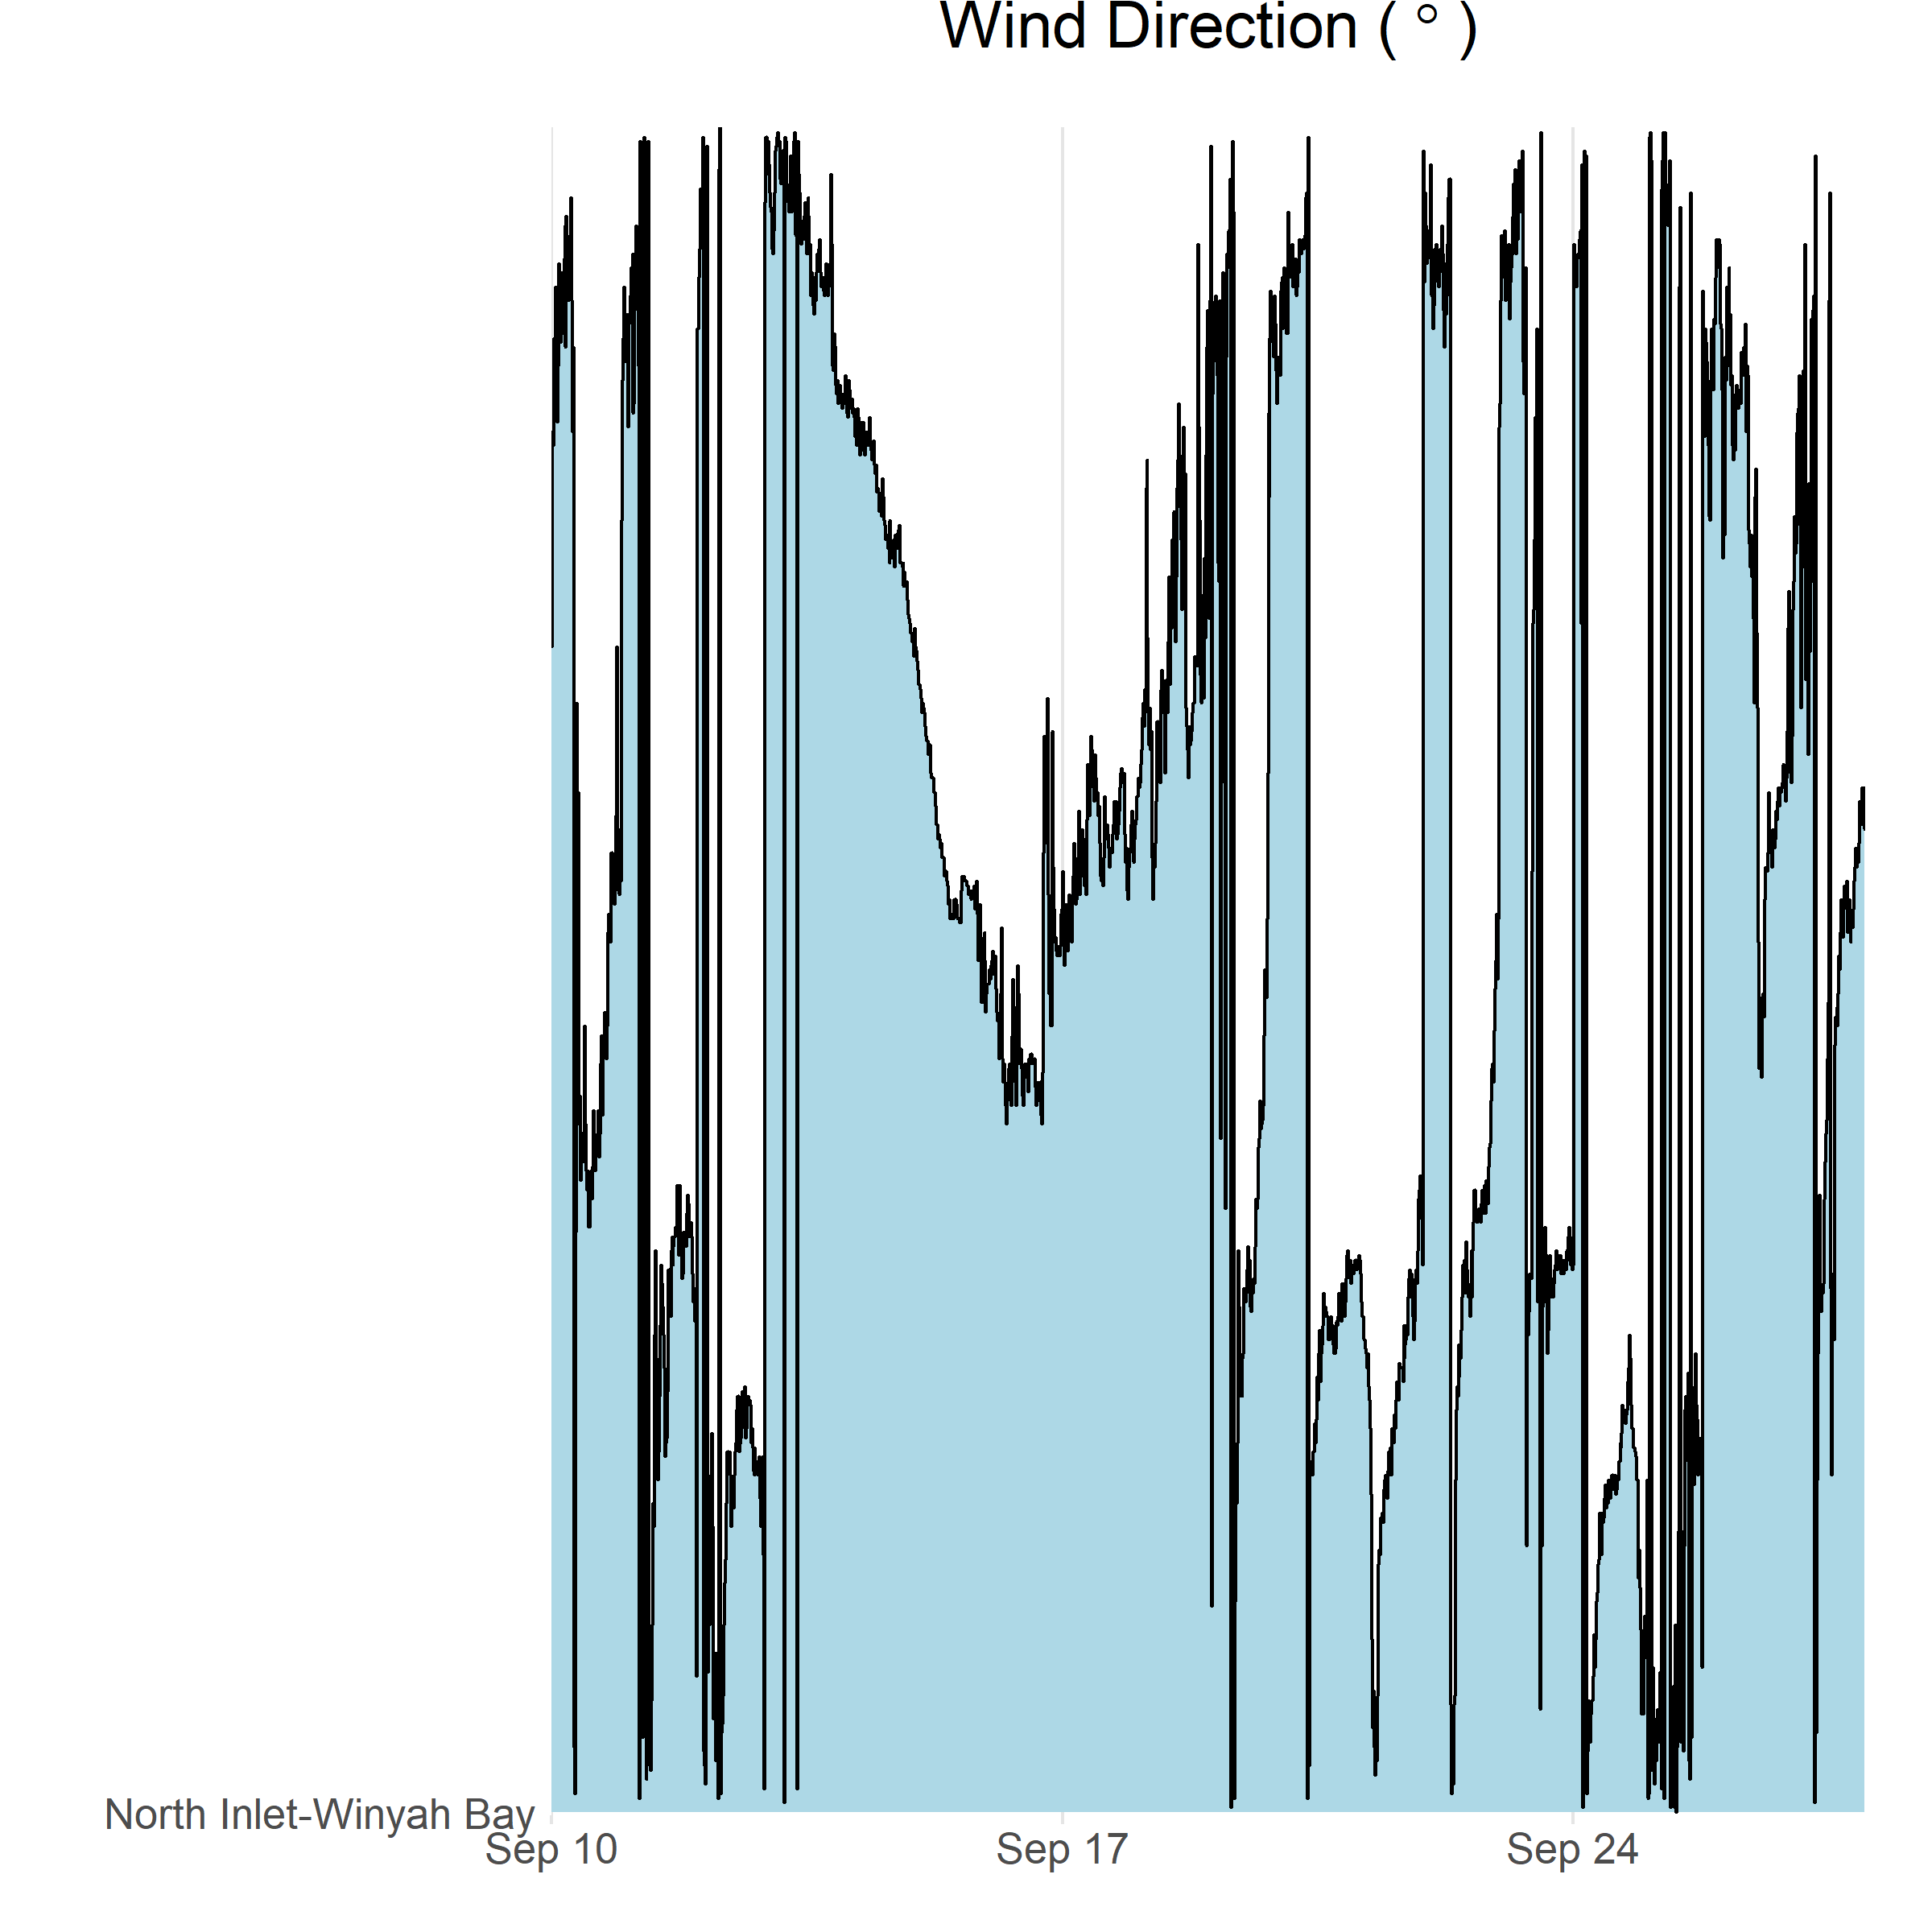 Wind Direction ( ° )
North Inlet-Winyah Bay
Sep 10
Sep 17
Sep 24